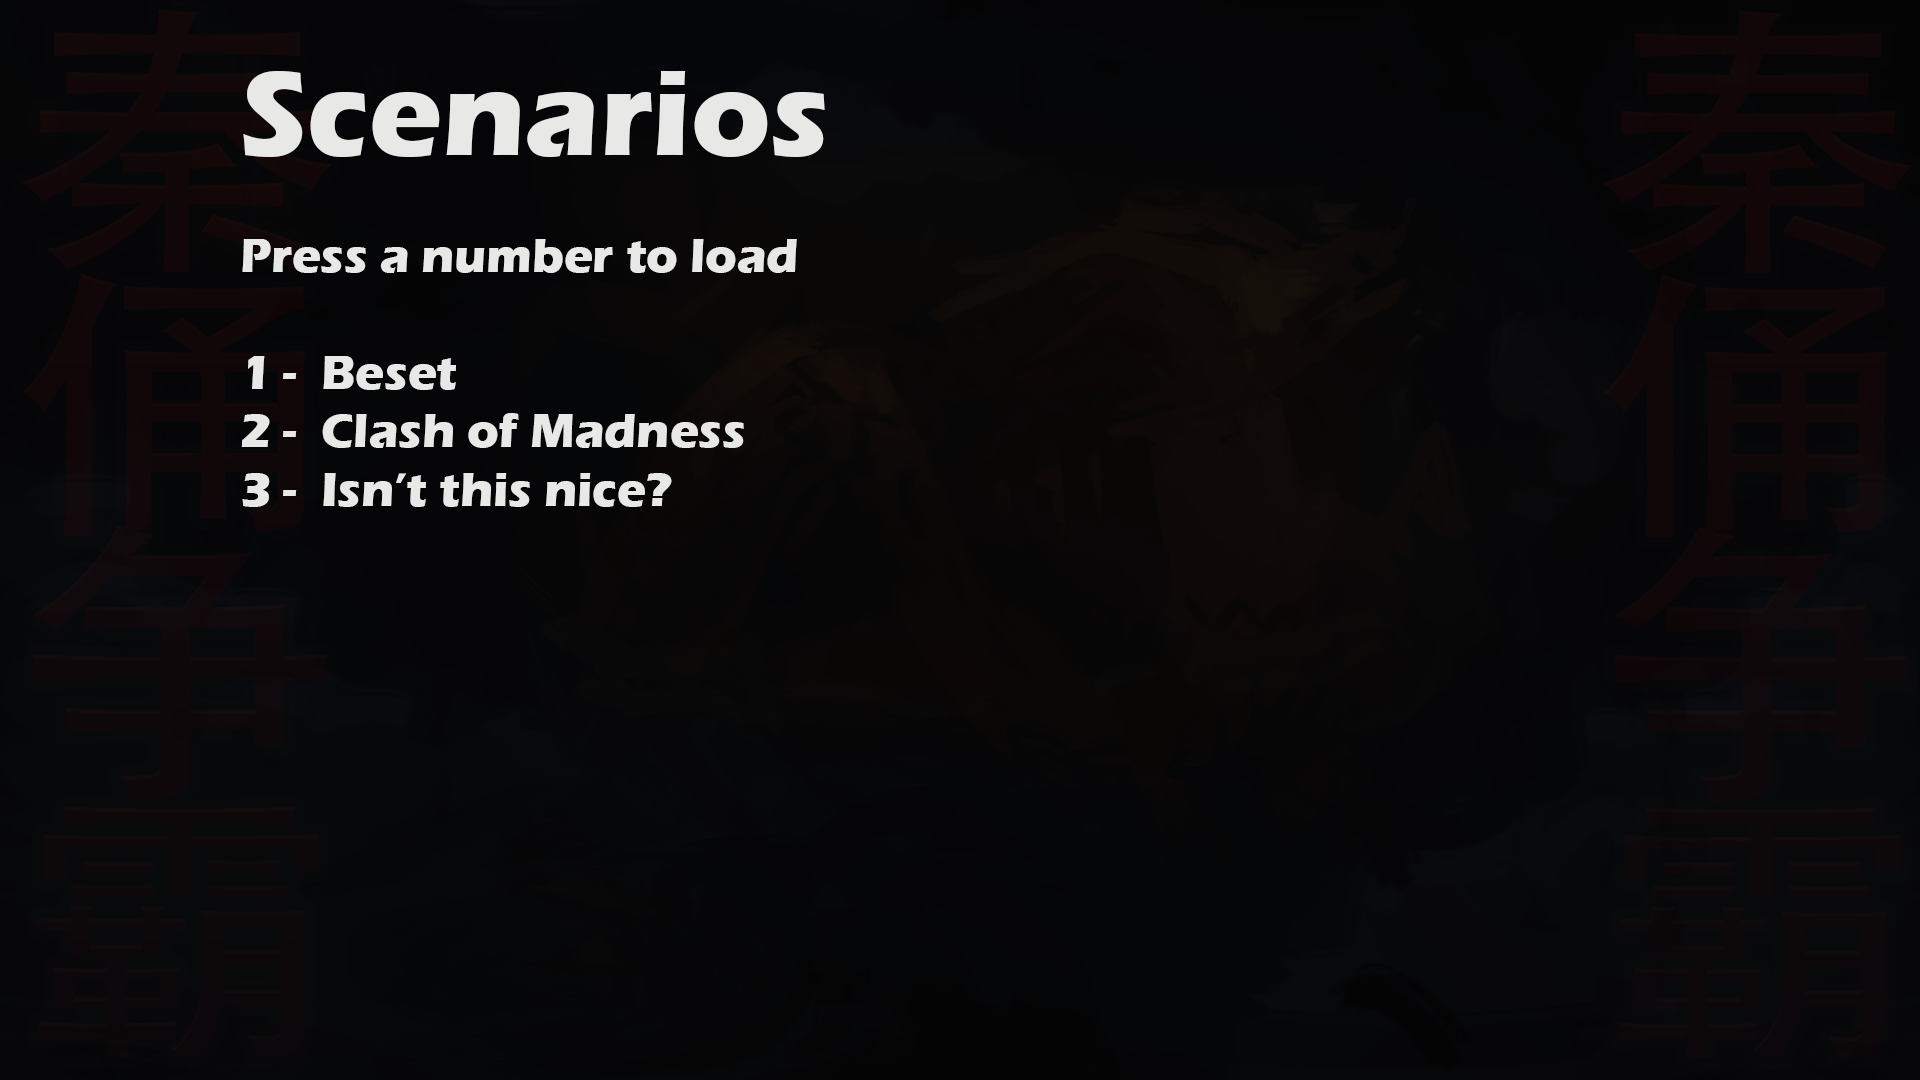 秦俑争霸
Scenarios
Press a number to load
1 - Beset
2 - Clash of Madness
3 - Isn't this nice?
秦俑争霸